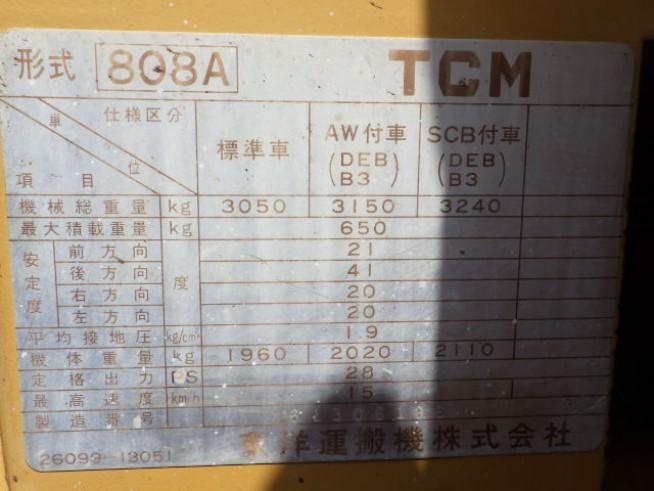 形式 808A TCM
仕様区分
単位
項目
標準車
AW付車 (DEB B3)
SCB付車 (DEB B3)
機械総重量 kg 3050 3150 3240
最大積載重量 kg 650
安定度 度
前方向 21
後方向 41
右方向 20
左方向 20
平均接地圧 kg/cm² 1.9
機体重量 kg 1960 2020 2110
定格出力 PS 28
最高速度 km/h 15
製造番号
東洋運搬機株式会社
26093-13051